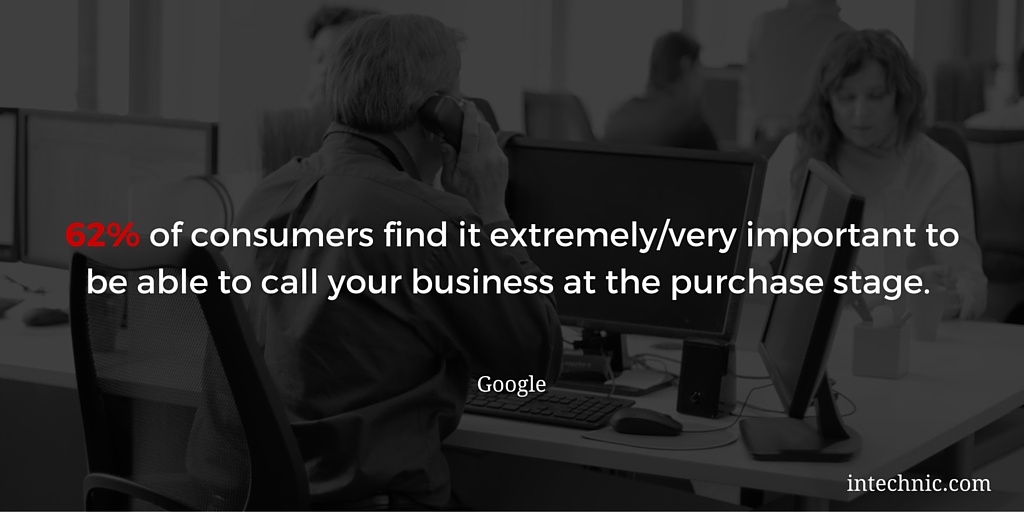 62% of consumers find it extremely/very important to
be able to call your business at the purchase stage.
Google
intechnic.com